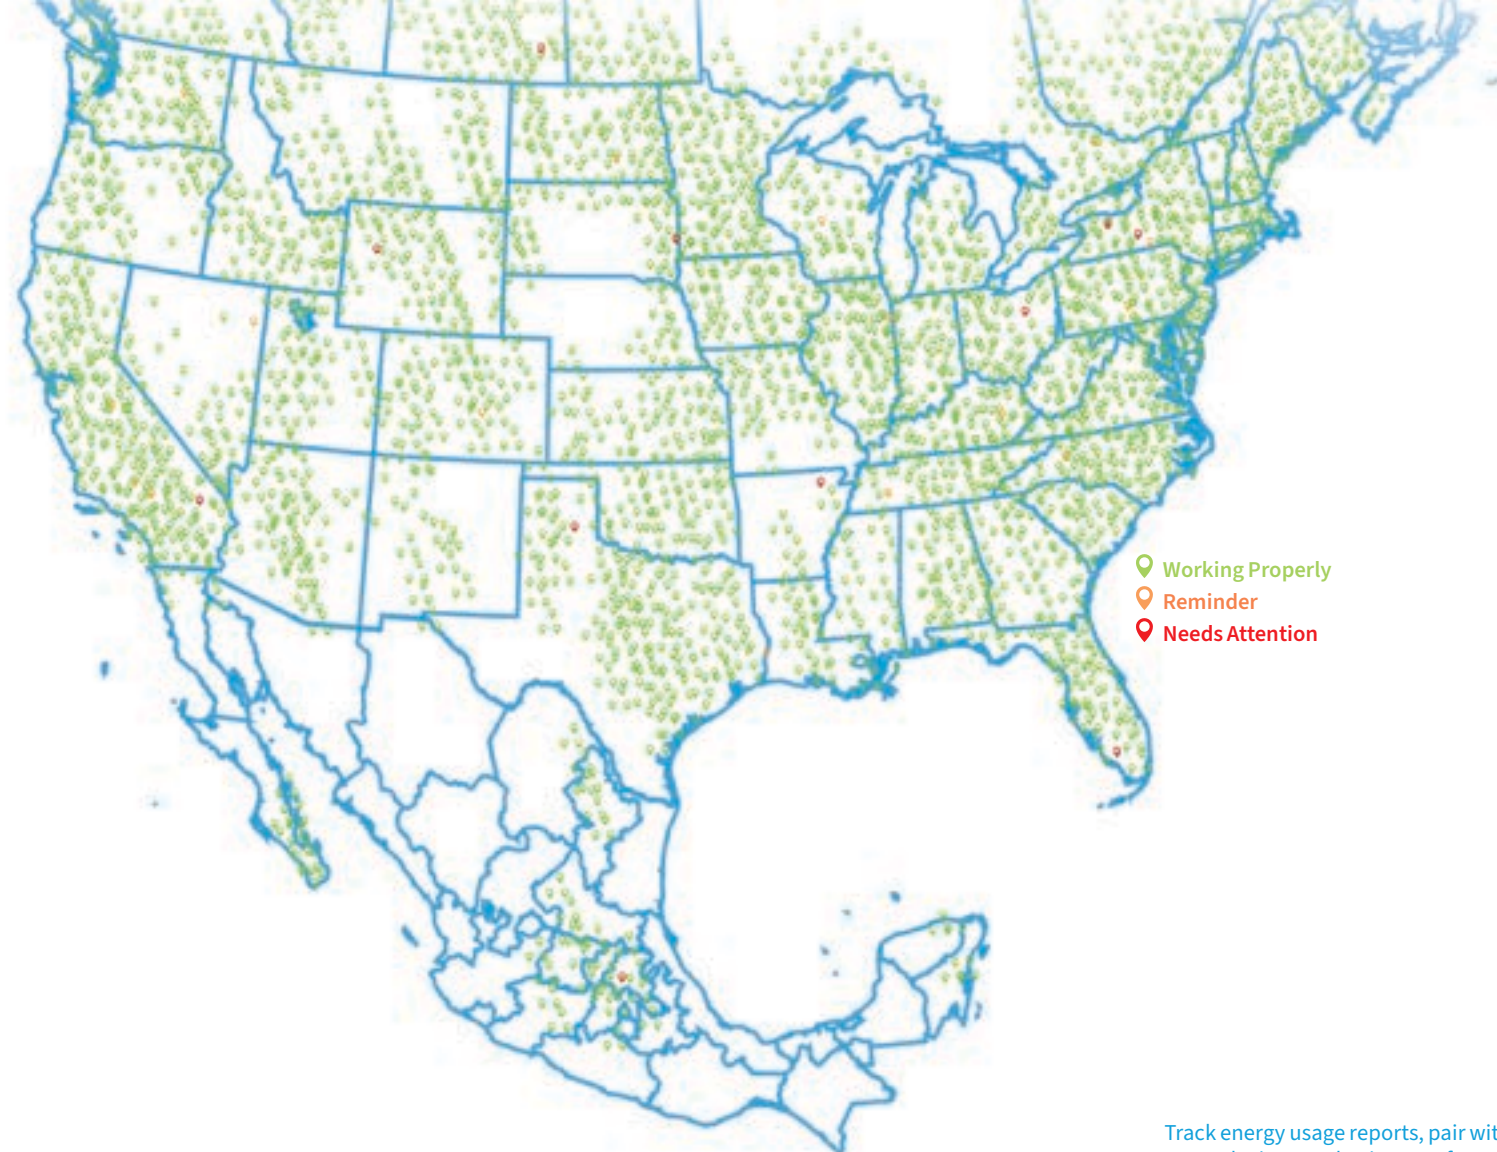 Working Properly
Reminder
Needs Attention
Track energy usage reports, pair wit